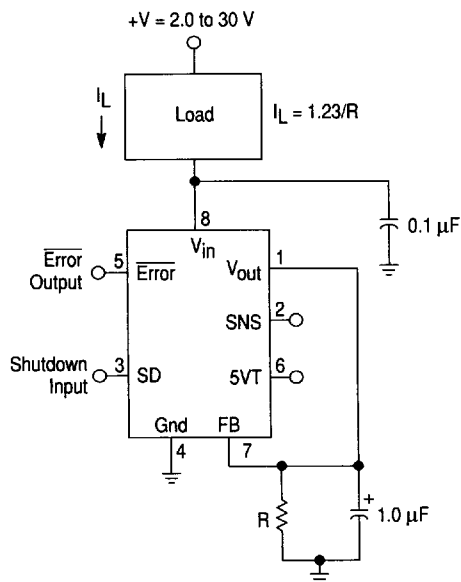 +V = 2.0 to 30 V
I_L
Load
I_L = 1.23/R
8
0.1 µF
V_in
Error
Output
5
Error
V_out
1
SNS
2
Shutdown
Input
3
SD
5VT
6
Gnd
FB
4
7
R
+
1.0 µF